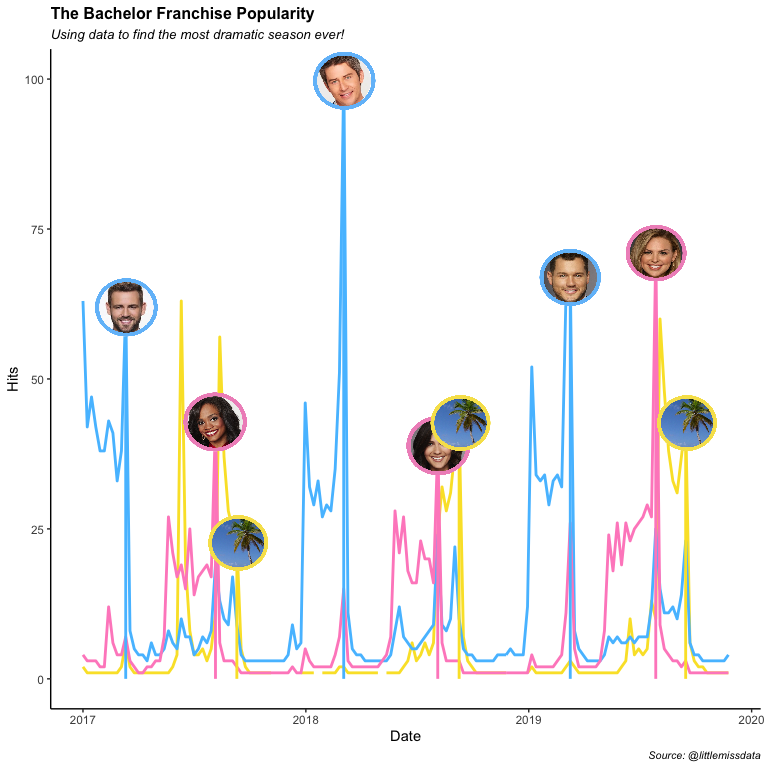 The Bachelor Franchise Popularity
Using data to find the most dramatic season ever!
100
75
50
25
0
Hits
2017
2018
2019
2020
Date
Source: @littlemissdata